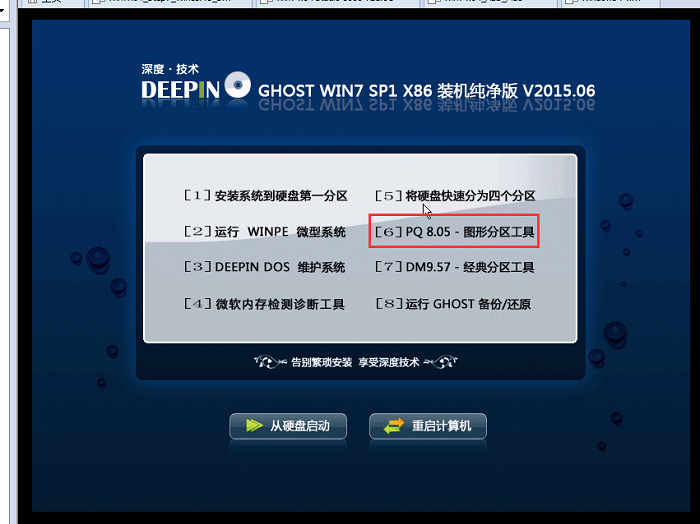 深度·技术
DEEPIN GHOST WIN7 SP1 X86 装机纯净版 V2015.06
[1] 安装系统到硬盘第一分区
[5] 将硬盘快速分为四个分区
[2] 运行 WINPE 微型系统
[6] PQ 8.05 - 图形分区工具
[3] DEEPIN DOS 维护系统
[7] DM9.57 - 经典分区工具
[4] 微软内存检测诊断工具
[8] 运行 GHOST 备份/还原
告别繁琐安装 享受深度技术
从硬盘启动
重启计算机